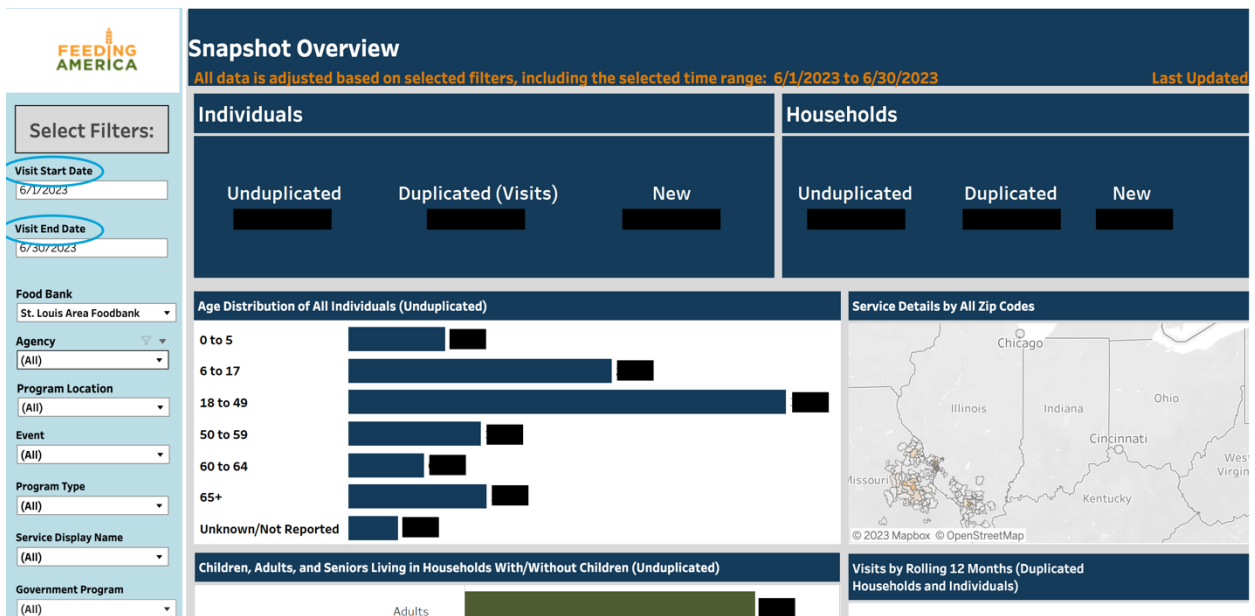 FEEDING
AMERICA
Snapshot Overview
All data is adjusted based on selected filters, including the selected time range: 6/1/2023 to 6/30/2023
Last Updated
Select Filters:
Visit Start Date
6/1/2023
Visit End Date
6/30/2023
Food Bank
St. Louis Area Foodbank
Agency
(All)
Program Location
(All)
Event
(All)
Program Type
(All)
Service Display Name
(All)
Government Program
(All)
Individuals
Unduplicated Duplicated (Visits) New
Households
Unduplicated Duplicated New
Age Distribution of All Individuals (Unduplicated)
0 to 5
6 to 17
18 to 49
50 to 59
60 to 64
65+
Unknown/Not Reported
Service Details by All Zip Codes
Chicago
Illinois
Indiana
Ohio
Cincinnati
West
Virgin
Missouri
Kentucky
© 2023 Mapbox © OpenStreetMap
Children, Adults, and Seniors Living in Households With/Without Children (Unduplicated)
Adults
Visits by Rolling 12 Months (Duplicated
Households and Individuals)